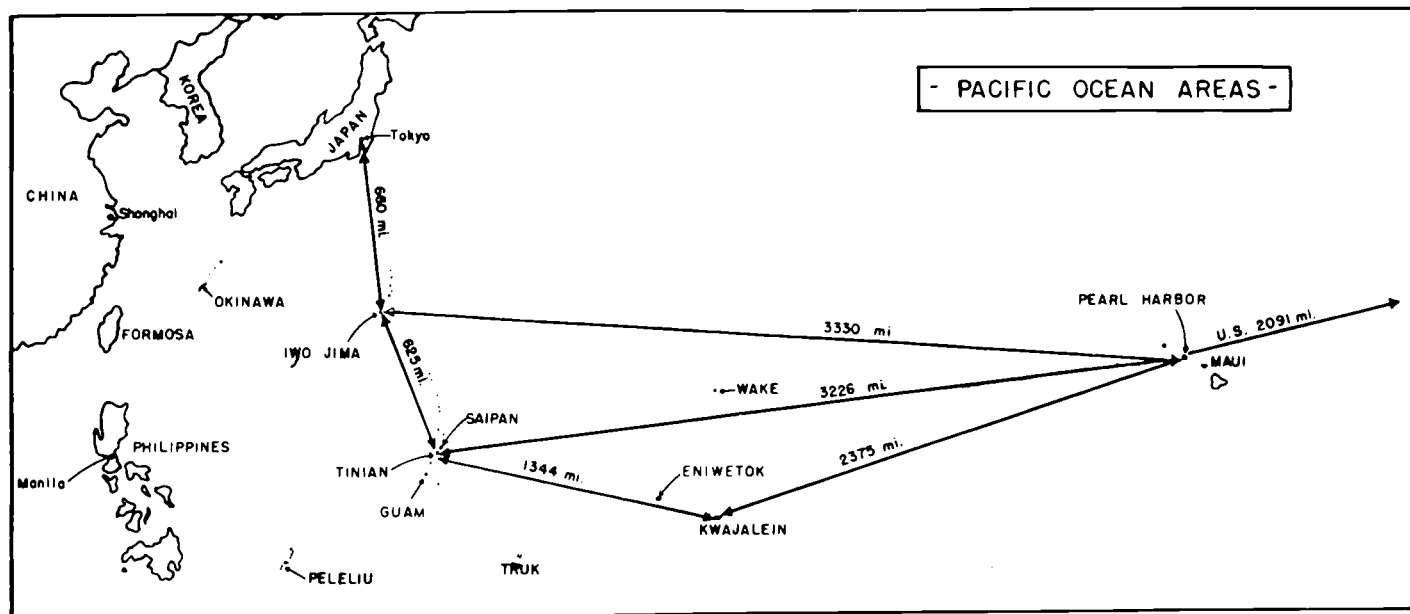 - PACIFIC OCEAN AREAS -
KOREA
JAPAN
Tokyo
CHINA
Shanghai
660 mi.
OKINAWA
FORMOSA
IWO JIMA
625 mi.
3330 mi
PEARL HARBOR
U.S. 2091 mi.
MAUI
WAKE
3226 mi.
2375 mi.
SAIPAN
TINIAN
GUAM
1344 mi.
ENIWETOK
KWAJALEIN
PHILIPPINES
Manila
PELELIU
TRUK